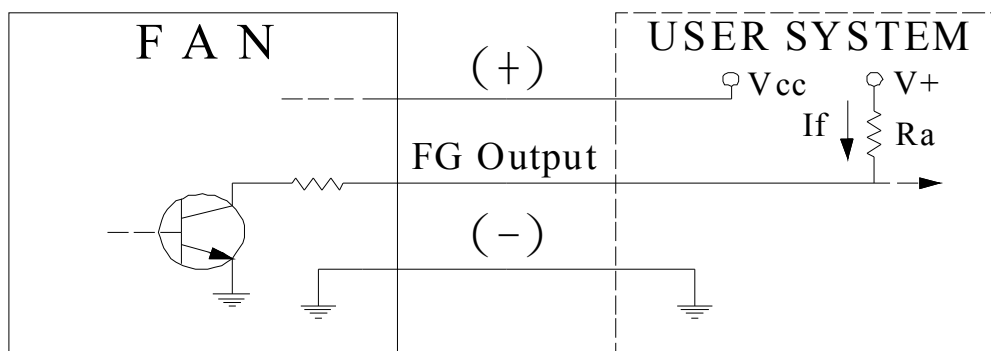 F A N
USER SYSTEM
(+)
Vcc
V+
If
Ra
FG Output
(-)